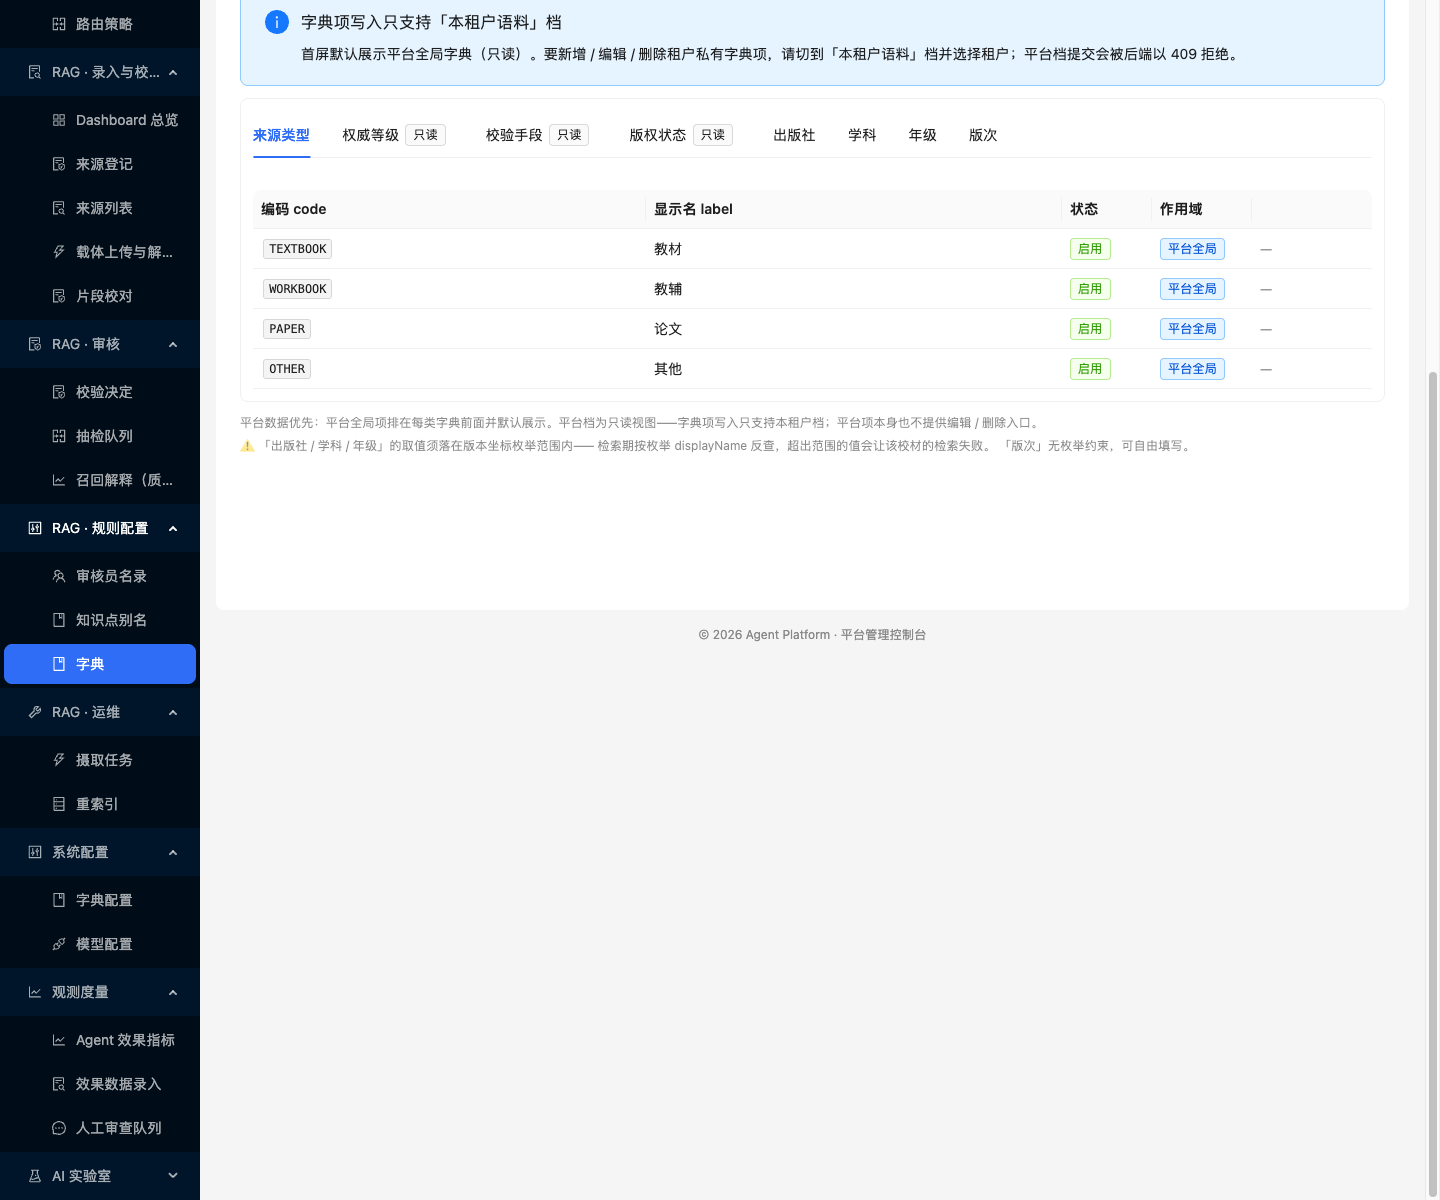 路由策略
RAG · 录入与校...
Dashboard 总览
来源登记
来源列表
载体上传与解...
片段校对
RAG · 审核
校验决定
抽检队列
召回解释（质...
RAG · 规则配置
审核员名录
知识点别名
字典
RAG · 运维
摄取任务
重索引
系统配置
字典配置
模型配置
观测度量
Agent 效果指标
效果数据录入
人工审查队列
AI 实验室
字典项写入只支持「本租户语料」档
首屏默认展示平台全局字典（只读）。要新增 / 编辑 / 删除租户私有字典项，请切到「本租户语料」档并选择租户；平台档提交会被后端以 409 拒绝。
来源类型 权威等级 只读 校验手段 只读 版权状态 只读 出版社 学科 年级 版次
编码 code 显示名 label 状态 作用域
TEXTBOOK 教材 启用 平台全局 —
WORKBOOK 教辅 启用 平台全局 —
PAPER 论文 启用 平台全局 —
OTHER 其他 启用 平台全局 —
平台数据优先：平台全局项排在每类字典前面并默认展示。平台档为只读视图——字典项写入只支持本租户档；平台项本身也不提供编辑 / 删除入口。
⚠️ 「出版社 / 学科 / 年级」的取值须落在版本坐标枚举范围内—— 检索期按枚举 displayName 反查，超出范围的值会让该校材的检索失败。 「版次」无枚举约束，可自由填写。
© 2026 Agent Platform · 平台管理控制台